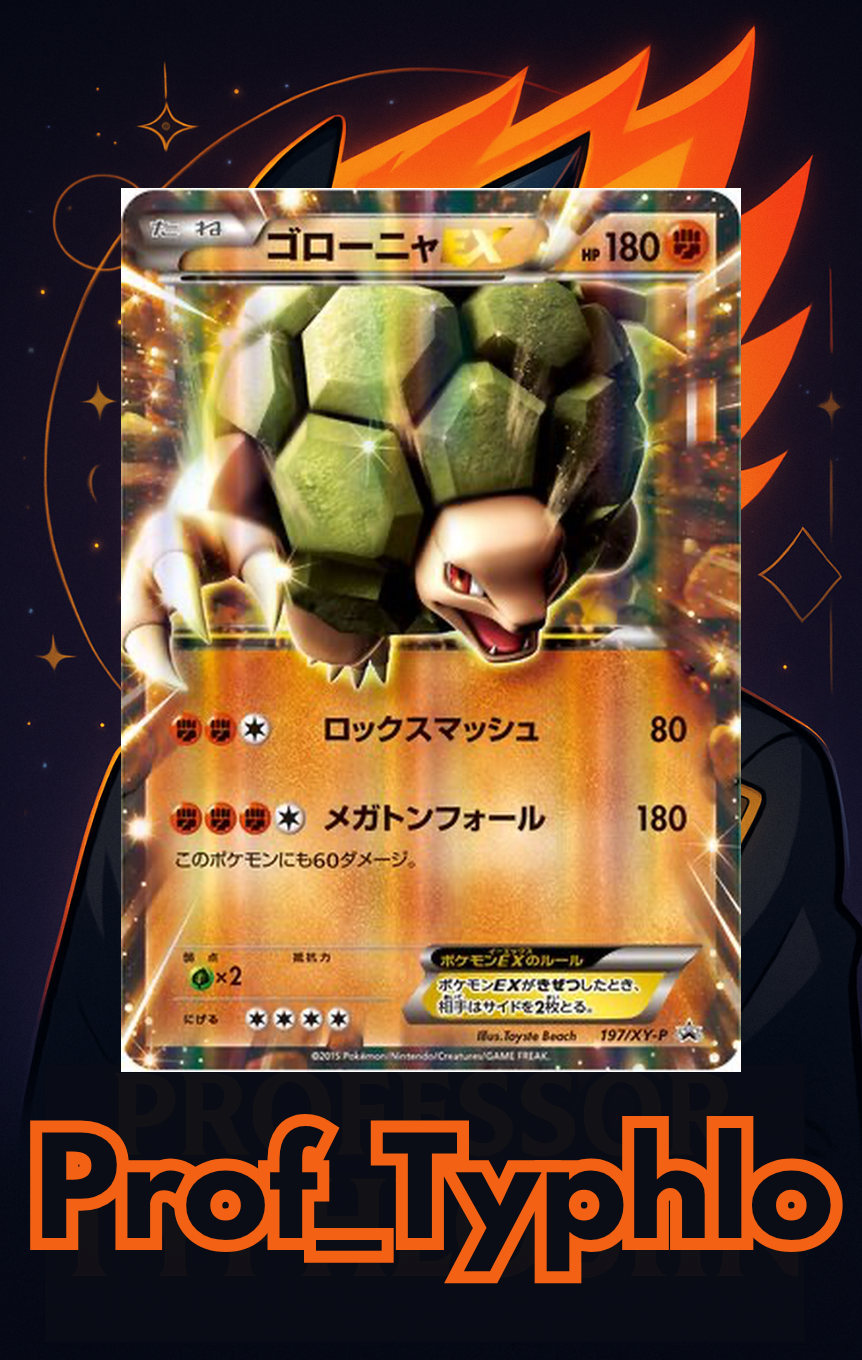 たね
ゴローニャEX
HP 180
ロックスマッシュ 80
メガトンフォール 180
このポケモンにも60ダメージ。
弱点 抵抗力
×2
にげる
ポケモンEXのルール
ポケモンEXがきぜつしたとき、
相手はサイドを2枚とる。
Illus.Toyste Beach 197/XY-P
©2015 Pokémon/Nintendo/Creatures/GAME FREAK.
PROFESSOR
Prof_Typhlo